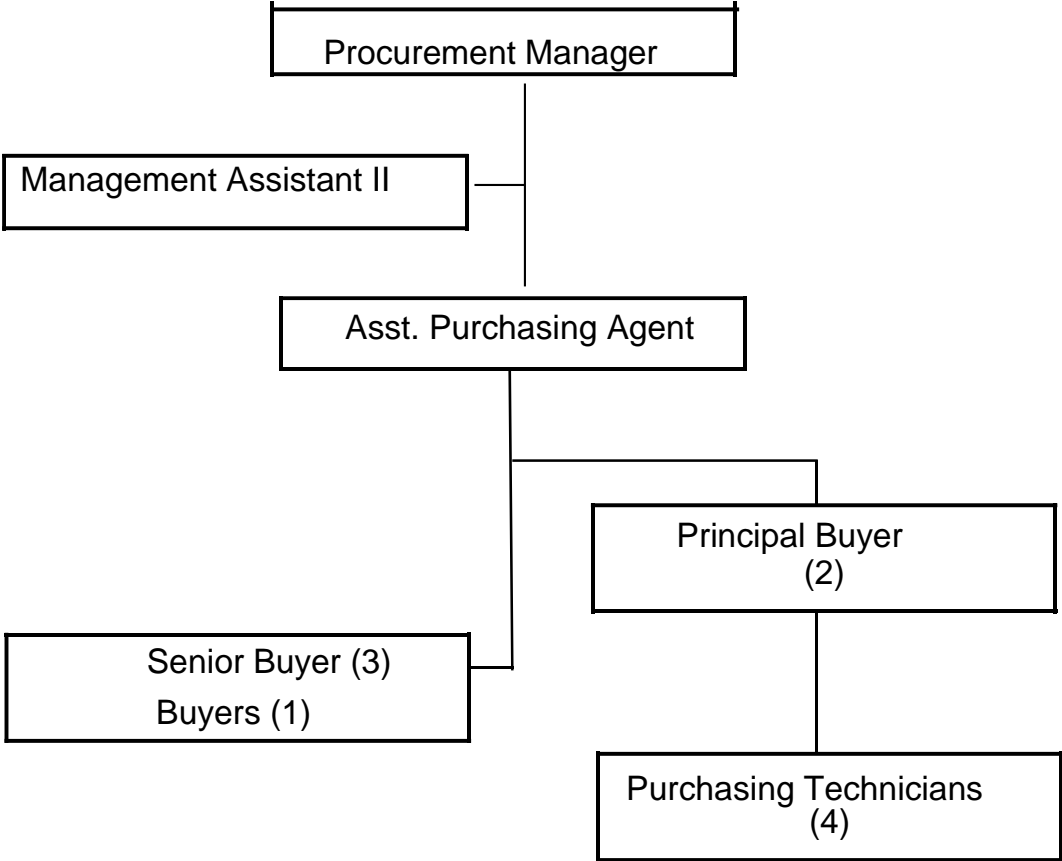 Procurement Manager
Management Assistant II
Asst. Purchasing Agent
Principal Buyer
(2)
Senior Buyer (3)
Buyers (1)
Purchasing Technicians
(4)